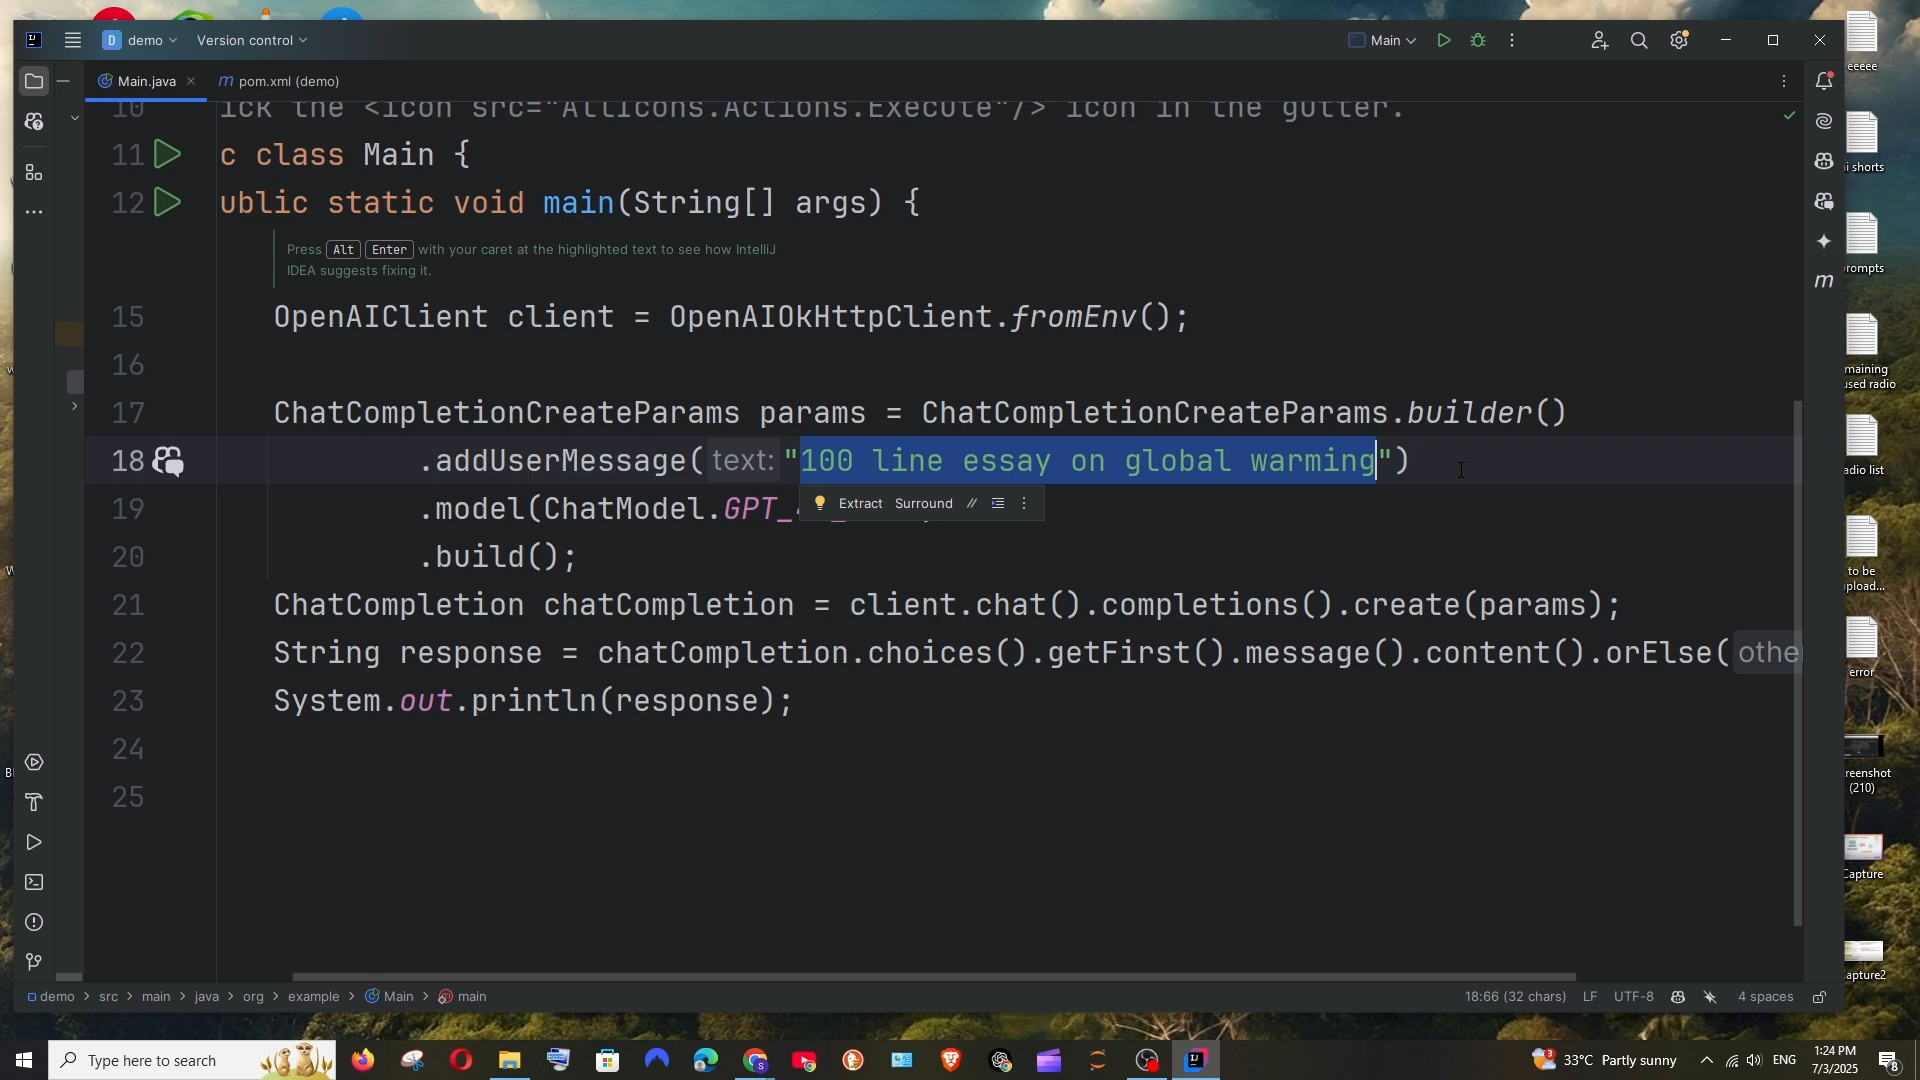 demo
Version control
Main
Main.java
pom.xml (demo)
10 ick the <icon src="AllIcons.Actions.Execute"/> icon in the gutter.
11 c class Main {
12 ublic static void main(String[] args) {
Press Alt Enter with your caret at the highlighted text to see how IntelliJ
IDEA suggests fixing it.
15 OpenAIClient client = OpenAIOkHttpClient.fromEnv();
16
17 ChatCompletionCreateParams params = ChatCompletionCreateParams.builder()
18 .addUserMessage( text: "100 line essay on global warming")
19 .model(ChatModel.GPT_
Extract Surround
20 .build();
21 ChatCompletion chatCompletion = client.chat().completions().create(params);
22 String response = chatCompletion.choices().getFirst().message().content().orElse( othe
23 System.out.println(response);
24
25
demo > src > main > java > org > example > Main > main
18:66 (32 chars) LF UTF-8 4 spaces
eeeee
i shorts
rompts
maining
used radio
adio list
to be
upload...
error
reenshot
(210)
Capture
apture2
Type here to search
33°C Partly sunny
ENG
1:24 PM
7/3/2025
8